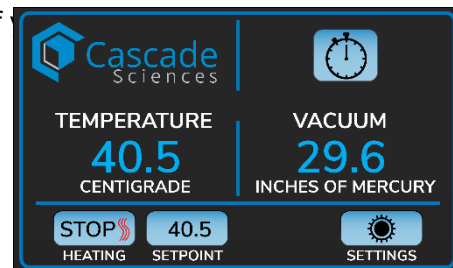 Cascade
Sciences
TEMPERATURE
40.5
CENTIGRADE
VACUUM
29.6
INCHES OF MERCURY
STOP
HEATING
40.5
SETPOINT
SETTINGS